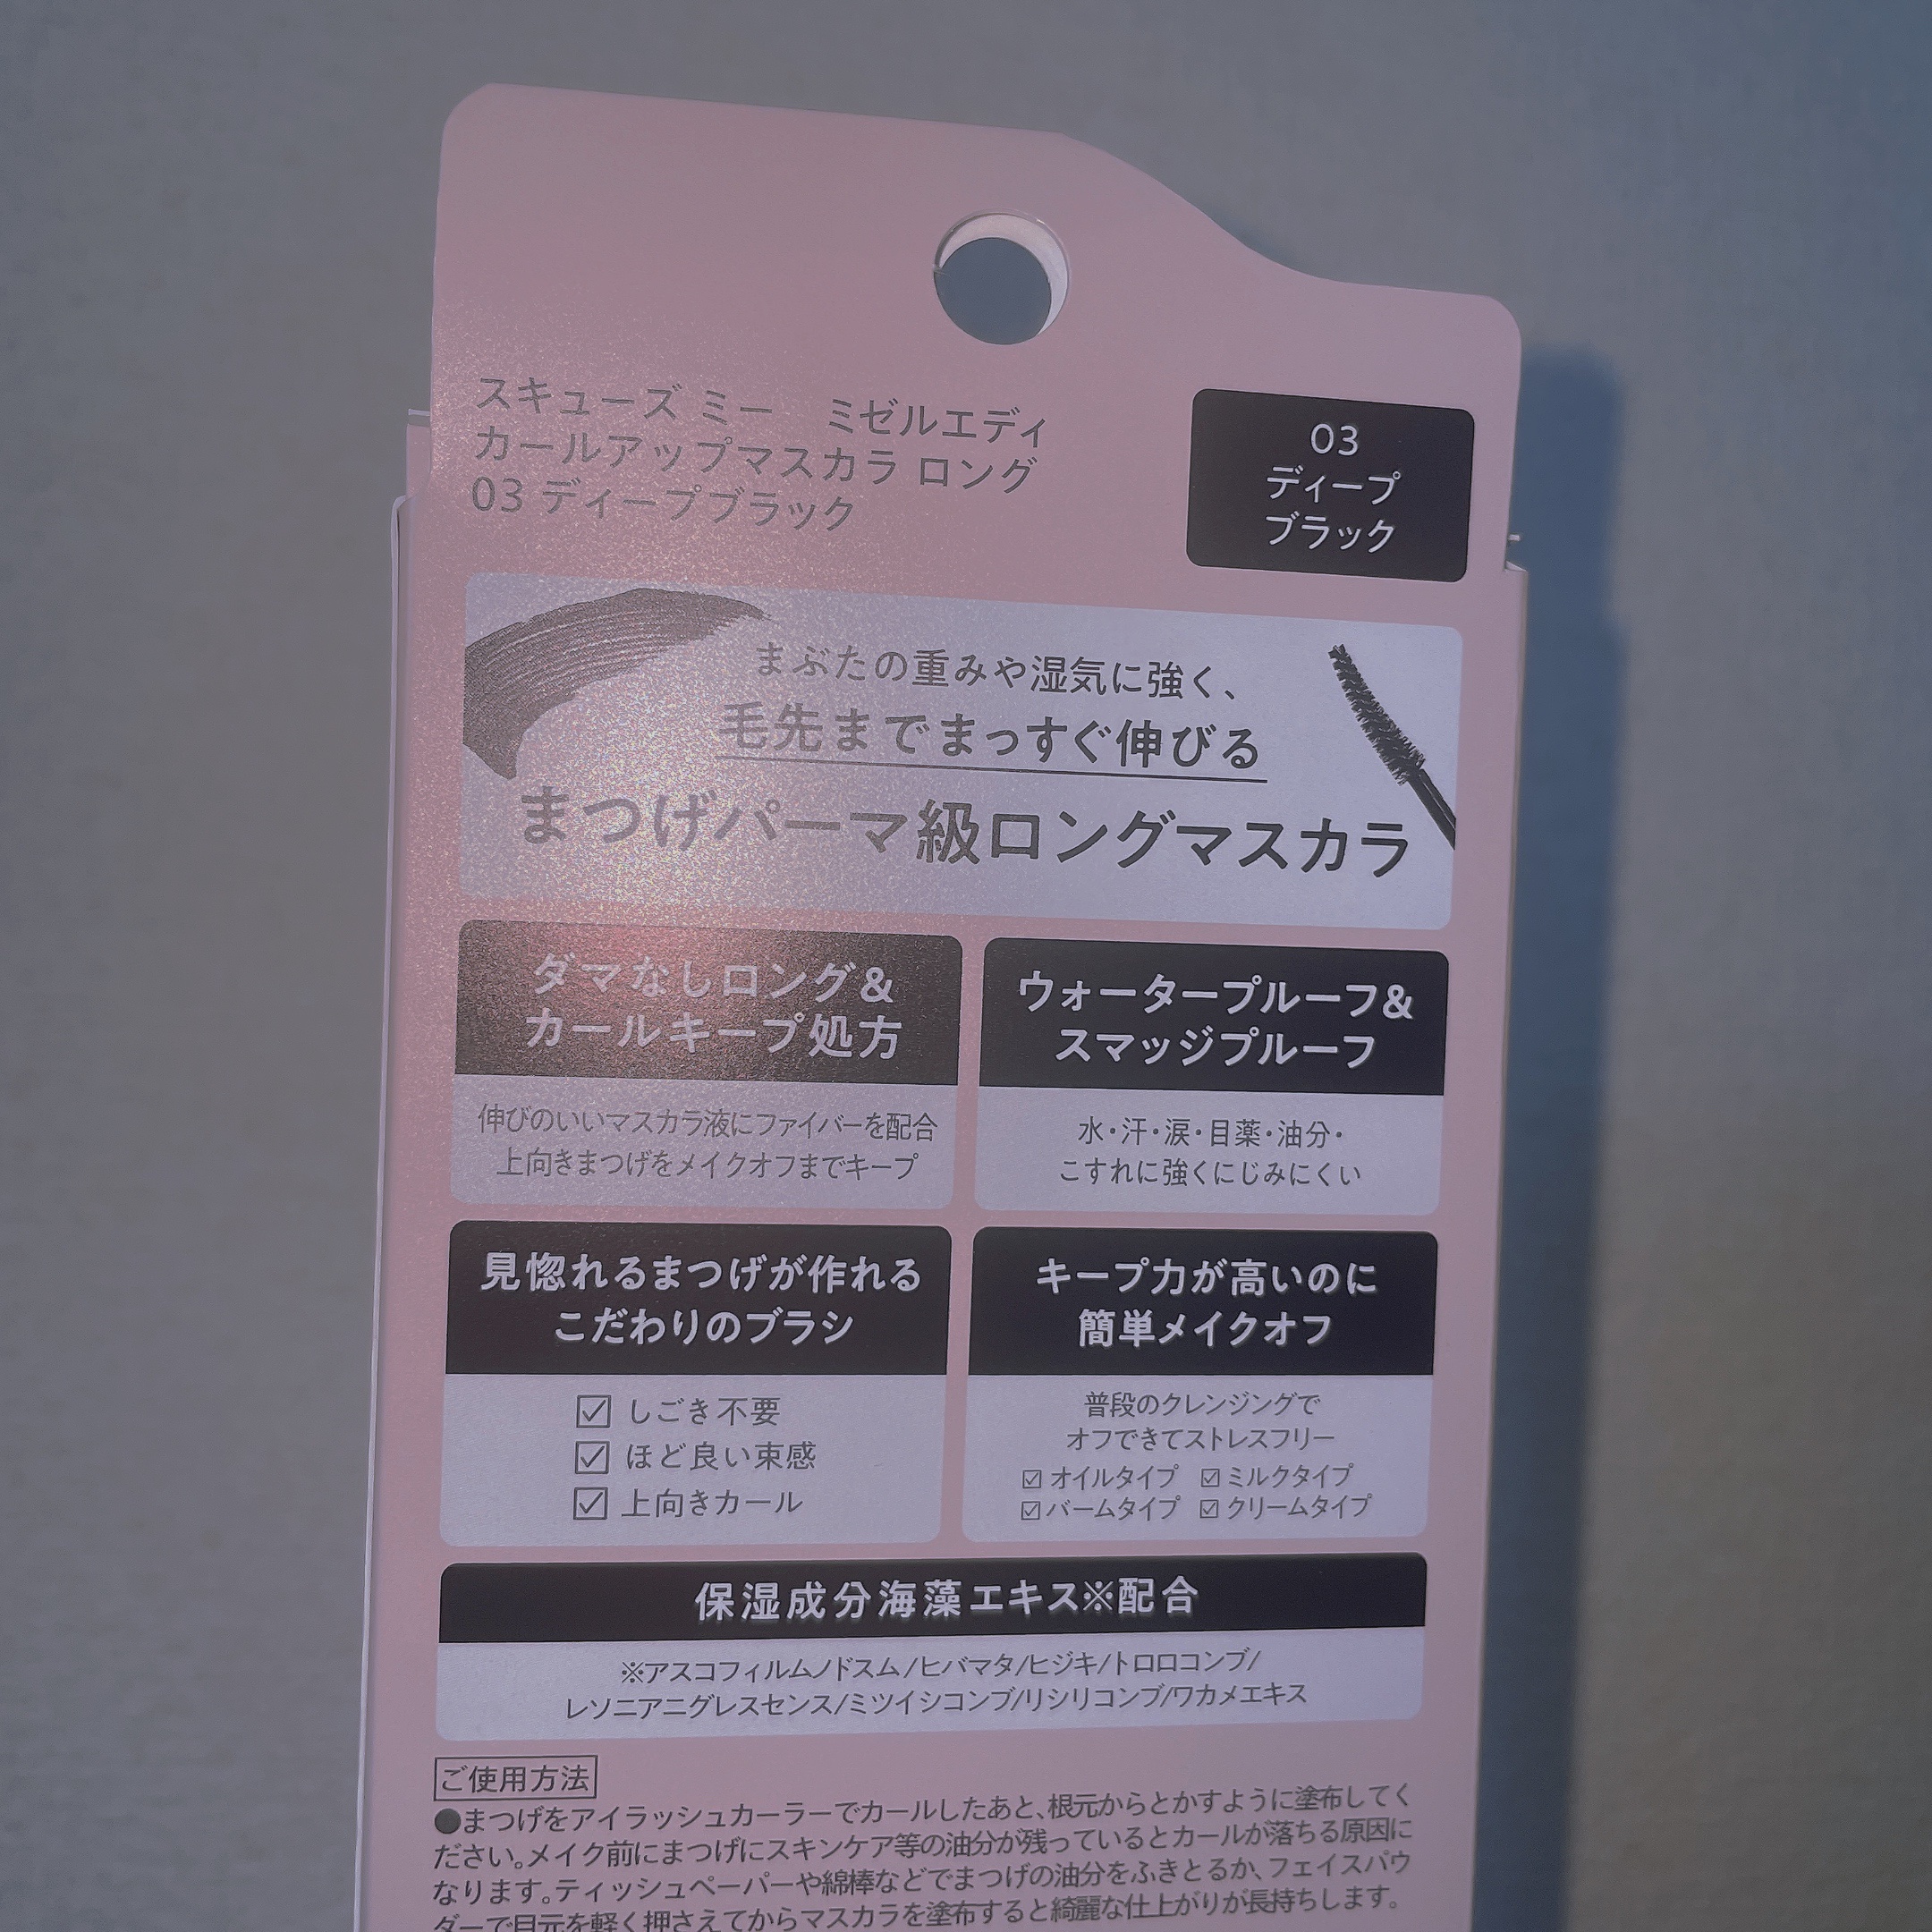 スキューズ ミー　ミゼルエディ
カールアップマスカラ ロング
03 ディープブラック
03
ディープ
ブラック
まぶたの重みや湿気に強く、
毛先までまっすぐ伸びる
まつげパーマ級ロングマスカラ
ダマなしロング&
カールキープ処方
伸びのいいマスカラ液にファイバーを配合
上向きまつげをメイクオフまでキープ
ウォータープルーフ&
スマッジプルーフ
水・汗・涙・目薬・油分・
こすれに強くにじみにくい
見惚れるまつげが作れる
こだわりのブラシ
☑ しごき不要
☑ ほど良い束感
☑ 上向きカール
キープ力が高いのに
簡単メイクオフ
普段のクレンジングで
オフできてストレスフリー
☑ オイルタイプ　☑ ミルクタイプ
☑ バームタイプ　☑ クリームタイプ
保湿成分海藻エキス※配合
※アスコフィルムノドスム/ヒバマタ/ヒジキ/トロロコンブ/
レソニアニグレスセンス/ミツイシコンブ/リシリコンブ/ワカメエキス
ご使用方法
●まつげをアイラッシュカーラーでカールしたあと、根元からとかすように塗布してく
ださい。メイク前にまつげにスキンケア等の油分が残っているとカールが落ちる原因に
なります。ティッシュペーパーや綿棒などでまつげの油分をふきとるか、フェイスパウ
ダーで目元を軽く押さえてからマスカラを塗布すると綺麗な仕上がりが長持ちします。